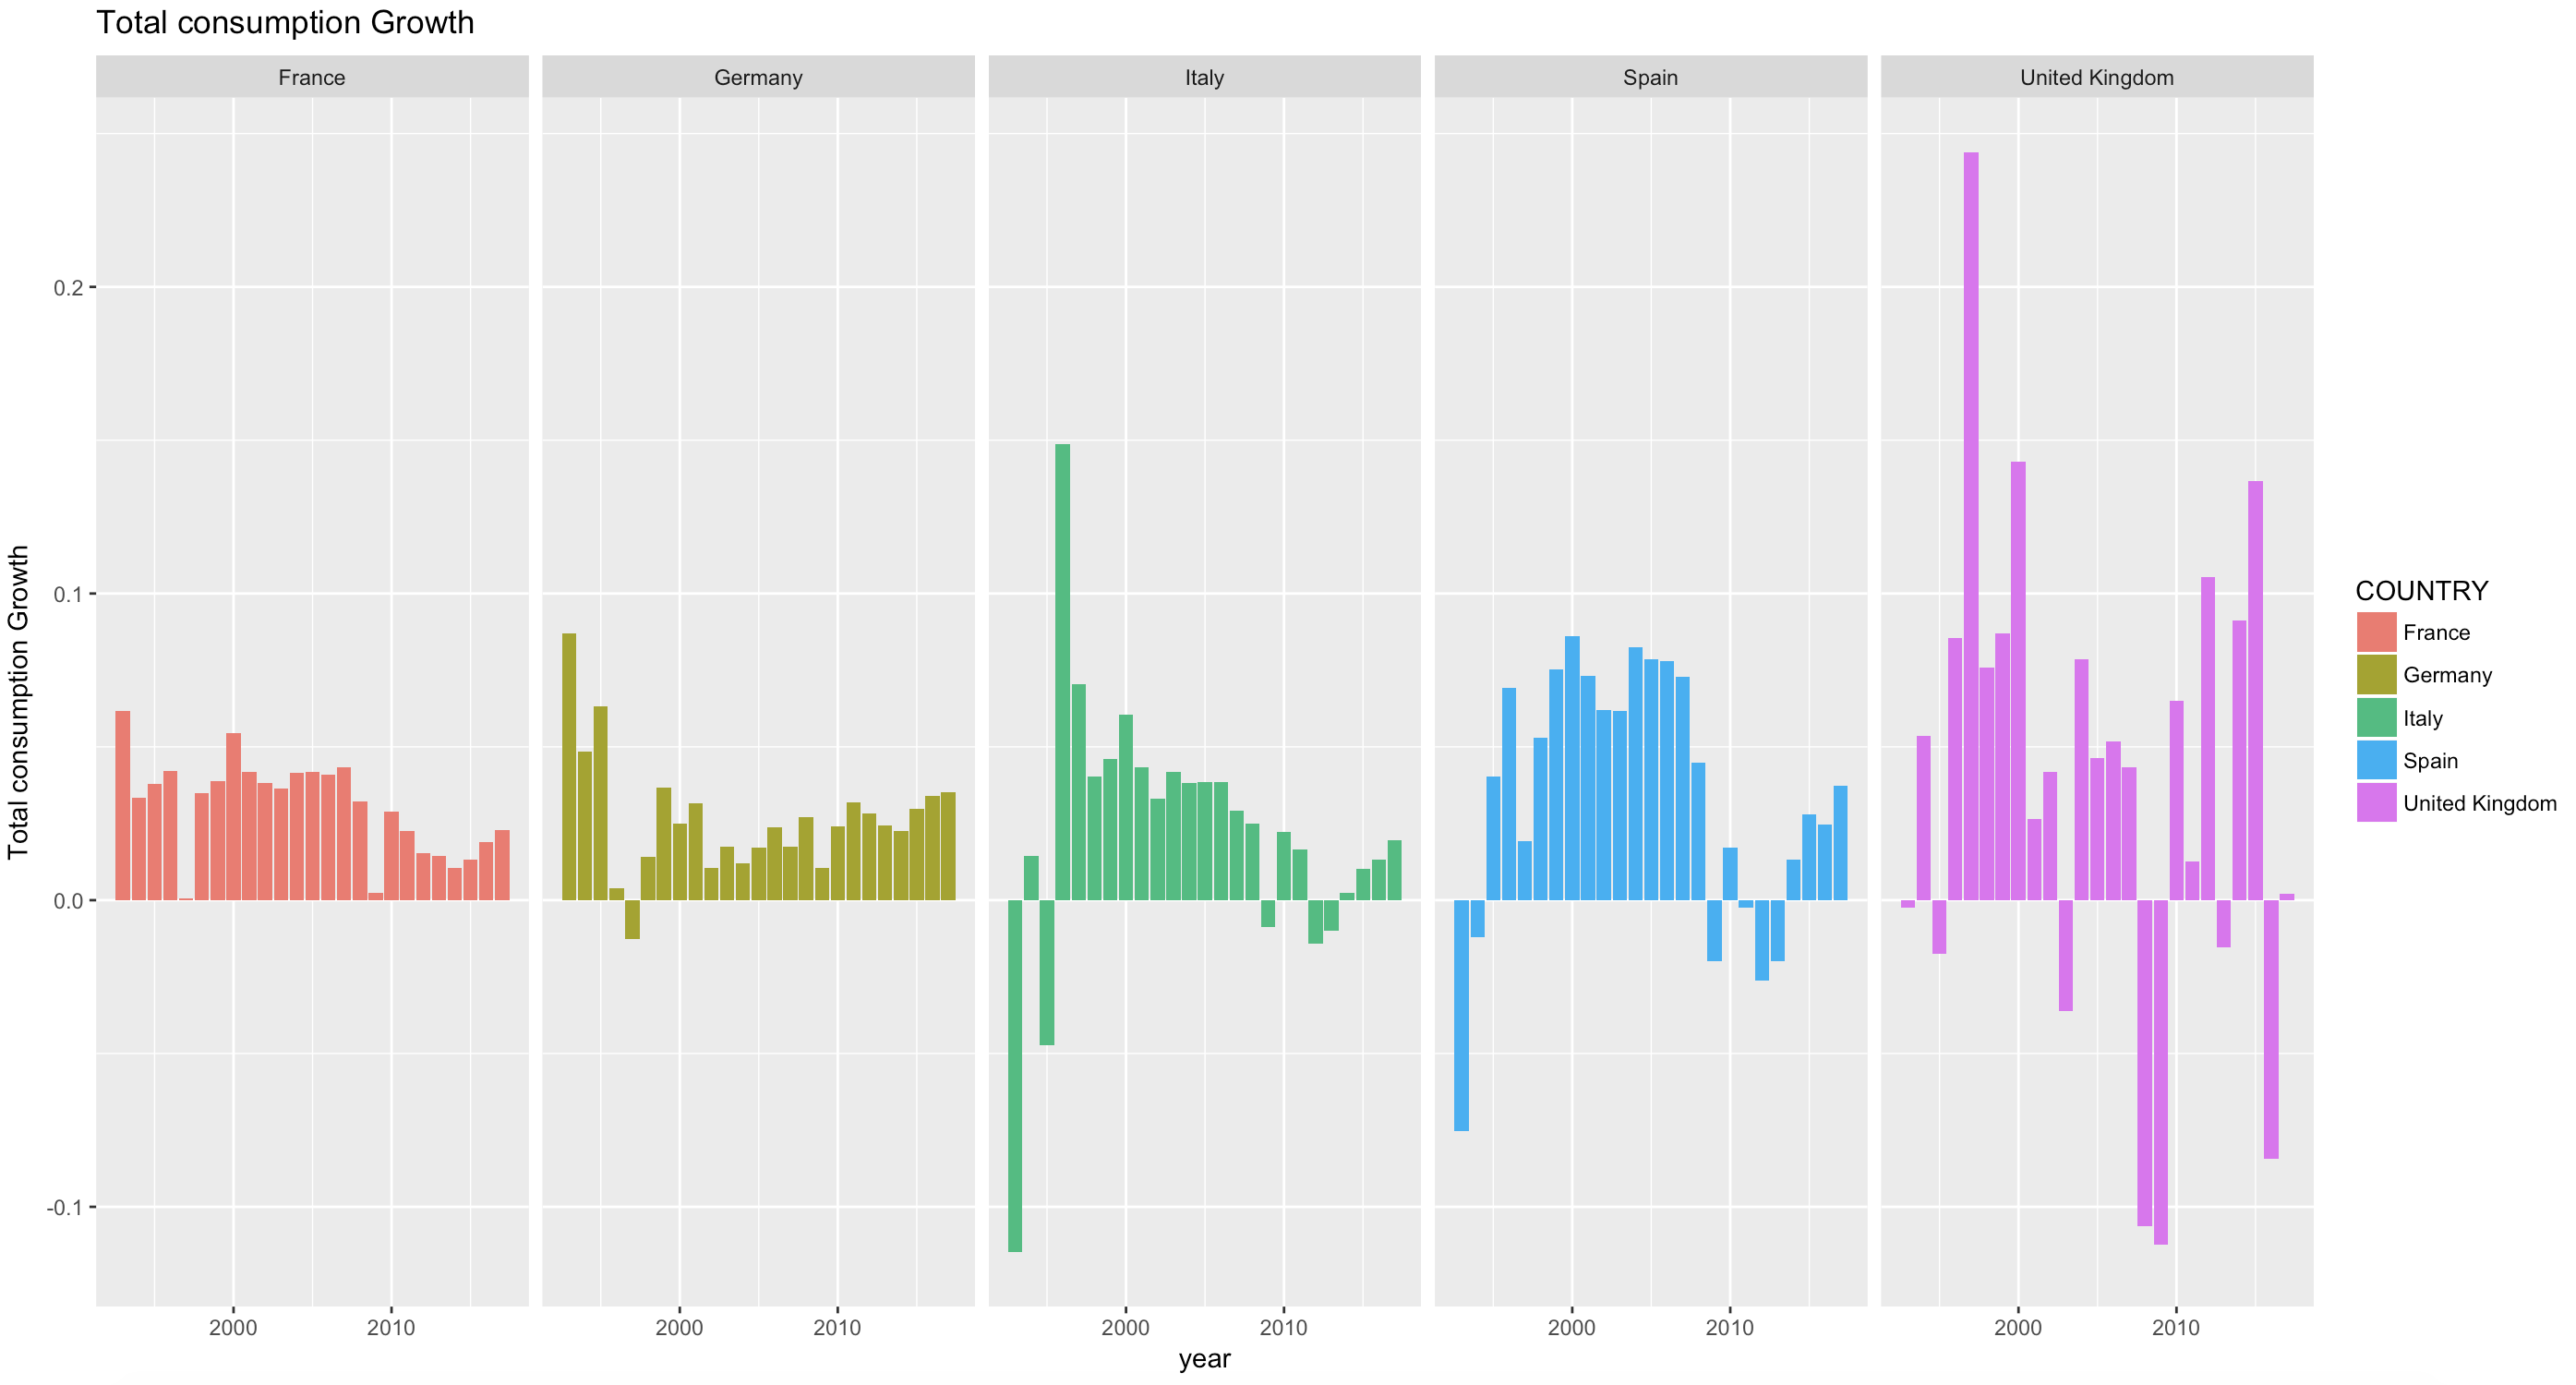 Total consumption Growth
France
Germany
Italy
Spain
United Kingdom
Total consumption Growth
0.2
0.1
0.0
-0.1
2000
2010
2000
2010
2000
2010
2000
2010
2000
2010
year
COUNTRY
France
Germany
Italy
Spain
United Kingdom